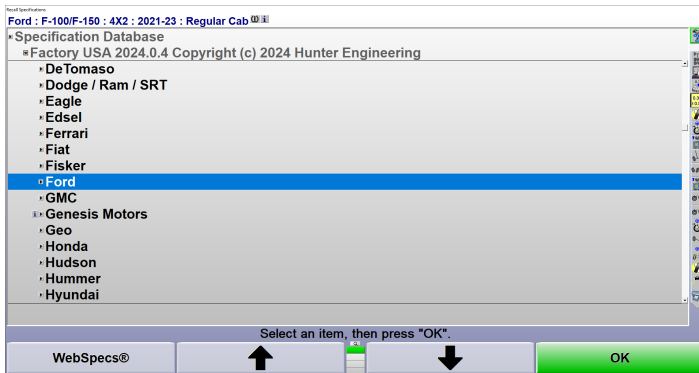 Recall Specifications
Ford : F-100/F-150 : 4X2 : 2021-23 : Regular Cab
Specification Database
Factory USA 2024.0.4 Copyright (c) 2024 Hunter Engineering
DeTomaso
Dodge / Ram / SRT
Eagle
Edsel
Ferrari
Fiat
Fisker
Ford
GMC
Genesis Motors
Geo
Honda
Hudson
Hummer
Hyundai
Select an item, then press "OK".
WebSpecs®
OK